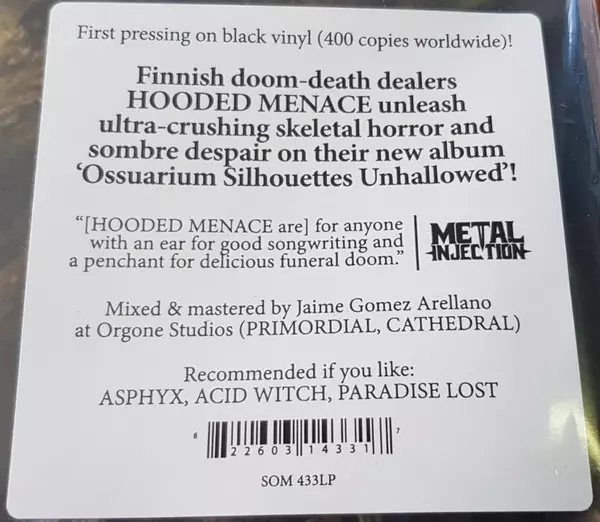 First pressing on black vinyl (400 copies worldwide)!
Finnish doom-death dealers
HOODED MENACE unleash
ultra-crushing skeletal horror and
sombre despair on their new album
‘Ossuarium Silhouettes Unhallowed’!
“[HOODED MENACE are] for anyone
with an ear for good songwriting and
a penchant for delicious funeral doom.”
METAL
INJECTION
Mixed & mastered by Jaime Gomez Arellano
at Orgone Studios (PRIMORDIAL, CATHEDRAL)
Recommended if you like:
ASPHYX, ACID WITCH, PARADISE LOST
8 22603 14331 7
SOM 433LP